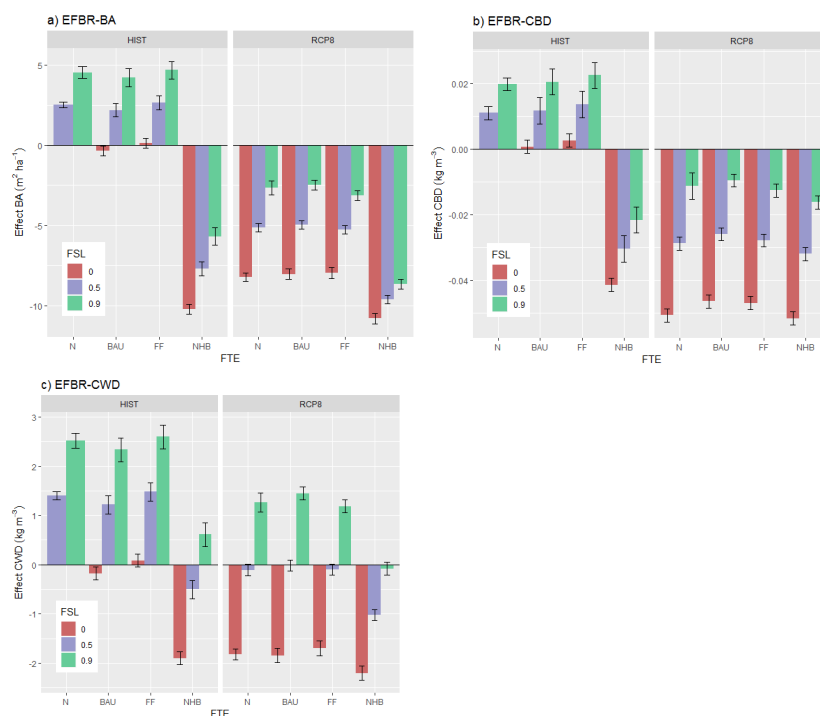 a) EFBR-BA
HIST
RCP8
5
0
-5
-10
Effect BA (m² ha⁻¹)
FSL
0
0.5
0.9
N BAU FF NHB
N BAU FF NHB
FTE
b) EFBR-CBD
HIST
RCP8
0.02
0.00
-0.02
-0.04
Effect CBD (kg m⁻³)
FSL
0
0.5
0.9
N BAU FF NHB
N BAU FF NHB
FTE
c) EFBR-CWD
HIST
RCP8
3
2
1
0
-1
-2
Effect CWD (kg m⁻³)
FSL
0
0.5
0.9
N BAU FF NHB
N BAU FF NHB
FTE